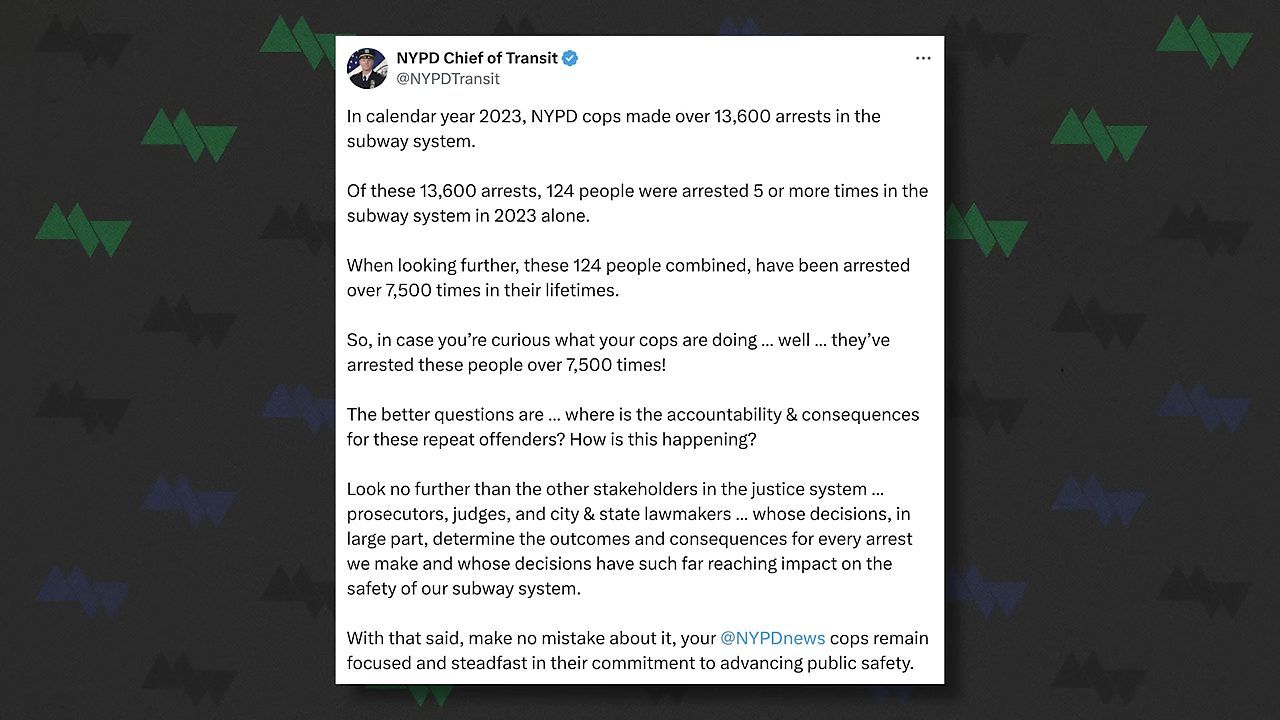 NYPD Chief of Transit
@NYPDTransit
In calendar year 2023, NYPD cops made over 13,600 arrests in the
subway system.
Of these 13,600 arrests, 124 people were arrested 5 or more times in the
subway system in 2023 alone.
When looking further, these 124 people combined, have been arrested
over 7,500 times in their lifetimes.
So, in case you’re curious what your cops are doing ... well ... they’ve
arrested these people over 7,500 times!
The better questions are ... where is the accountability & consequences
for these repeat offenders? How is this happening?
Look no further than the other stakeholders in the justice system ...
prosecutors, judges, and city & state lawmakers ... whose decisions, in
large part, determine the outcomes and consequences for every arrest
we make and whose decisions have such far reaching impact on the
safety of our subway system.
With that said, make no mistake about it, your @NYPDnews cops remain
focused and steadfast in their commitment to advancing public safety.